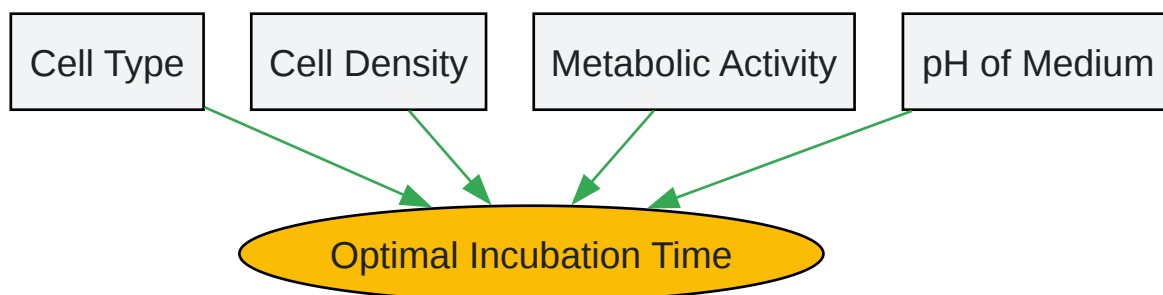 Cell Type
Cell Density
Metabolic Activity
pH of Medium
Optimal Incubation Time